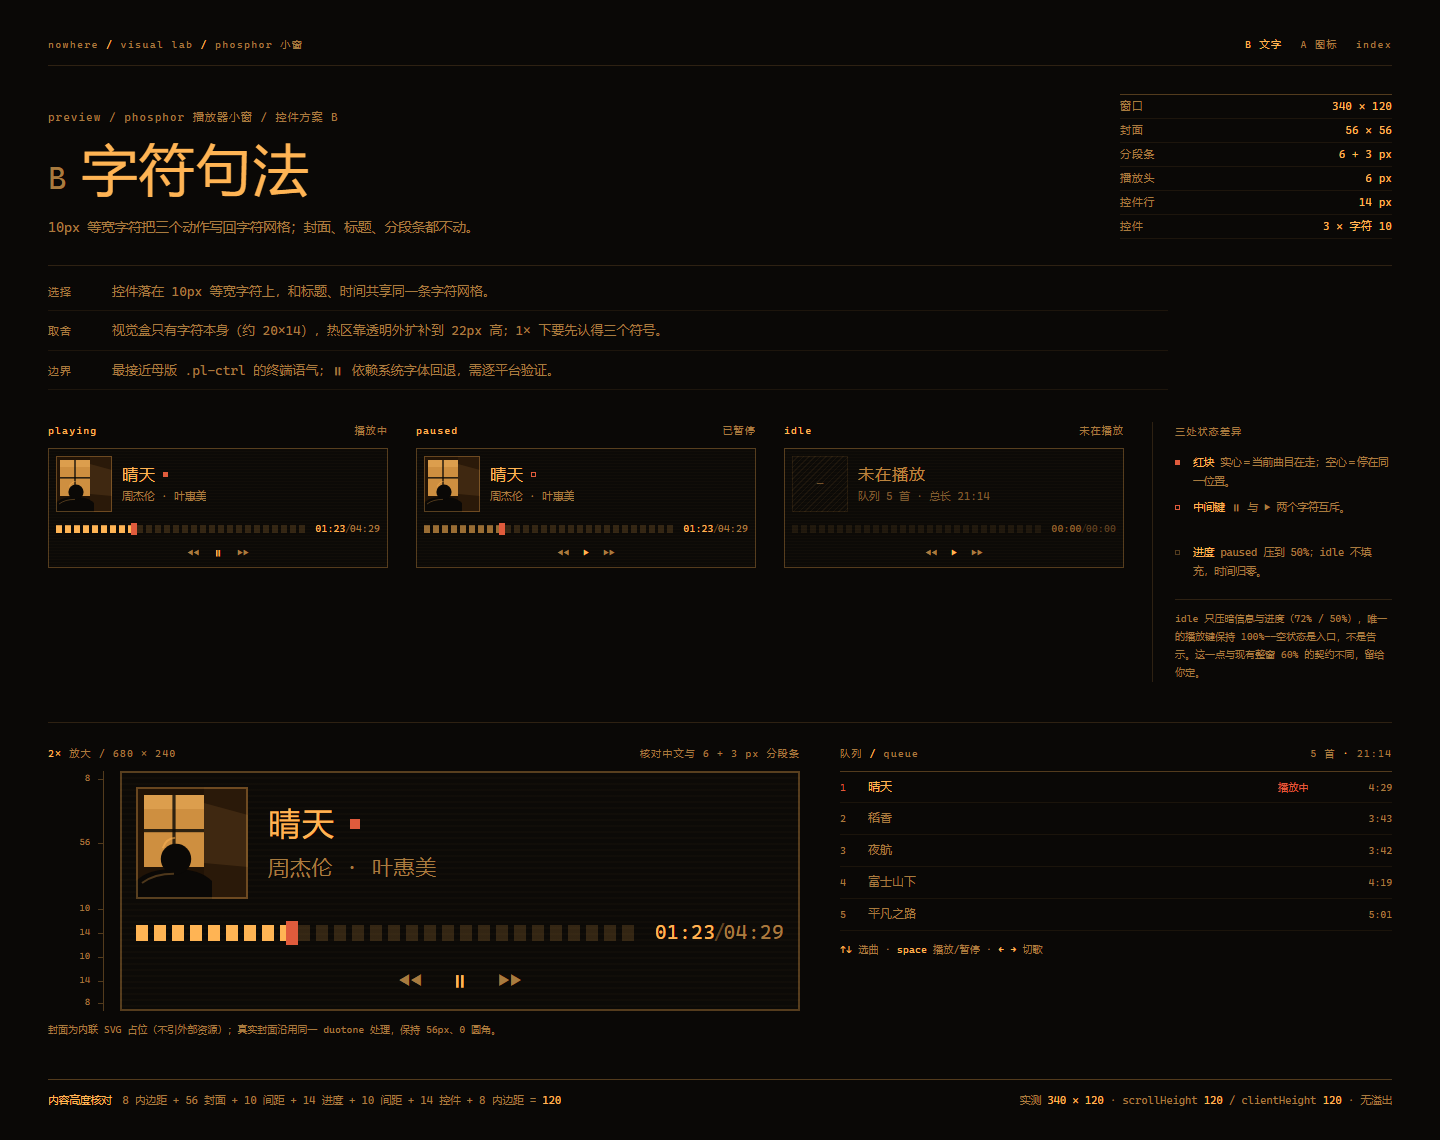 nowhere / visual lab / phosphor 小窗
B 文字 A 图标 index
preview / phosphor 播放器小窗 / 控件方案 B
B 字符句法
10px 等宽字符把三个动作写回字符网格；封面、标题、分段条都不动。
窗口 340 × 120
封面 56 × 56
分段条 6 + 3 px
播放头 6 px
控件行 14 px
控件 3 × 字符 10
选择 控件落在 10px 等宽字符上，和标题、时间共享同一条字符网格。
取舍 视觉盒只有字符本身（约 20×14），热区靠透明外扩补到 22px 高；1× 下要先认得三个符号。
边界 最接近母版 .pl-ctrl 的终端语气；⏸ 依赖系统字体回退，需逐平台验证。
playing 播放中
晴天
周杰伦 · 叶惠美
01:23/04:29
◀◀ ⏸ ▶▶
paused 已暂停
晴天
周杰伦 · 叶惠美
01:23/04:29
◀◀ ▶ ▶▶
idle 未在播放
—
未在播放
队列 5 首 · 总长 21:14
00:00/00:00
◀◀ ▶ ▶▶
三处状态差异
红块 实心＝当前曲目在走；空心＝停在同
一位置。
中间键 ⏸ 与 ▶ 两个字符互斥。
进度 paused 压到 50%；idle 不填
充，时间归零。
idle 只压暗信息与进度（72% / 50%），唯一
的播放键保持 100%——空状态是入口，不是告
示。这一点与现有整窗 60% 的契约不同，留给
你定。
2× 放大 / 680 × 240
核对中文与 6 + 3 px 分段条
8
56
10
14
10
14
8
晴天
周杰伦 · 叶惠美
01:23/04:29
◀◀ ⏸ ▶▶
封面为内联 SVG 占位（不引外部资源）；真实封面沿用同一 duotone 处理，保持 56px、0 圆角。
队列 / queue 5 首 · 21:14
1 晴天 播放中 4:29
2 稻香 3:43
3 夜航 3:42
4 富士山下 4:19
5 平凡之路 5:01
↑↓ 选曲 · space 播放/暂停 · ← → 切歌
内容高度核对 8 内边距 + 56 封面 + 10 间距 + 14 进度 + 10 间距 + 14 控件 + 8 内边距 = 120
实测 340 × 120 · scrollHeight 120 / clientHeight 120 · 无溢出